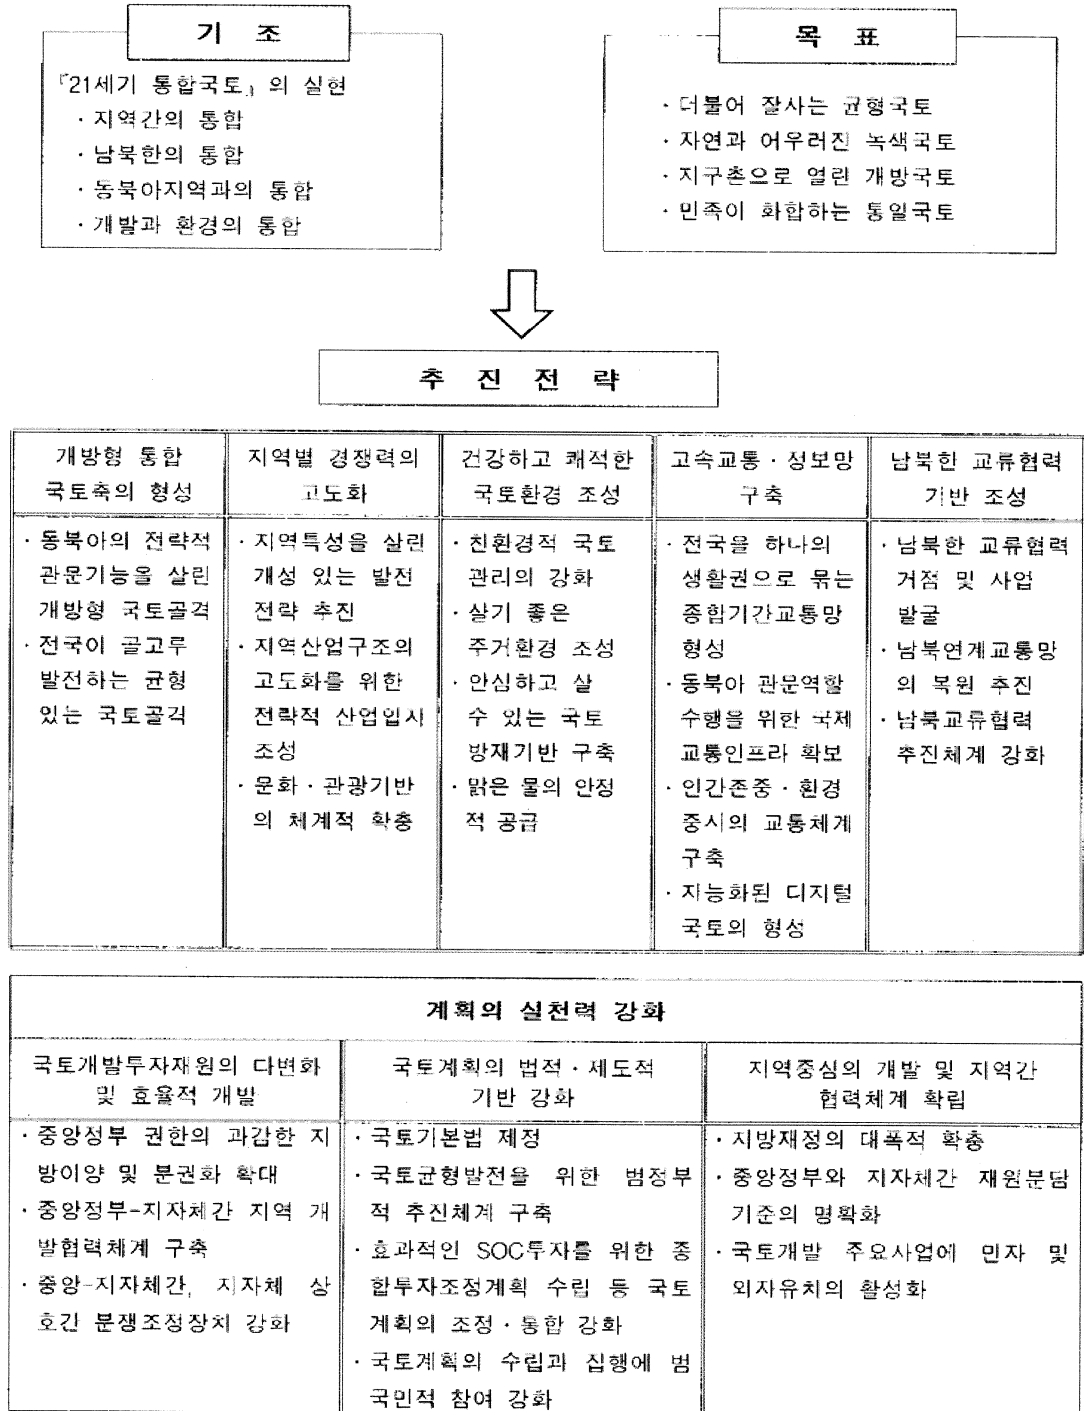 기 조
『21세기 통합국토』의 실현
· 지역간의 통합
· 남북한의 통합
· 동북아지역과의 통합
· 개발과 환경의 통합
목 표
· 더불어 잘사는 균형국토
· 자연과 어우러진 녹색국토
· 지구촌으로 열린 개방국토
· 민족이 화합하는 통일국토
추 진 전 략
개방형 통합
국토축의 형성
· 동북아의 전략적
관문기능을 살린
개방형 국토골격
· 전국이 골고루
발전하는 균형
있는 국토골격
지역별 경쟁력의
고도화
· 지역특성을 살린
개성 있는 발전
전략 추진
· 지역산업구조의
고도화를 위한
전략적 산업입지
조성
· 문화 · 관광기반
의 체계적 확충
건강하고 쾌적한
국토환경 조성
· 친환경적 국토
관리의 강화
· 살기 좋은
주거환경 조성
· 안심하고 살
수 있는 국토
방재기반 구축
· 맑은 물의 안정
적 공급
고속교통 · 정보망
구축
· 전국을 하나의
생활권으로 묶는
종합기간교통망
형성
· 동북아 관문역할
수행을 위한 국제
교통인프라 확보
· 인간존중 · 환경
중시의 교통체계
구축
· 지능화된 디지털
국토의 형성
남북한 교류협력
기반 조성
· 남북한 교류협력
거점 및 사업
발굴
· 남북연계교통망
의 복원 추진
· 남북교류협력
추진체계 강화
계획의 실천력 강화
국토개발투자재원의 다변화
및 효율적 개발
· 중앙정부 권한의 과감한 지
방이양 및 분권화 확대
· 중앙정부-지자체간 지역 개
발협력체계 구축
· 중앙-지자체간, 지자체 상
호간 분쟁조정장치 강화
국토계획의 법적 · 제도적
기반 강화
· 국토기본법 제정
· 국토균형발전을 위한 범정부
적 추진체계 구축
· 효과적인 SOC투자를 위한 종
합투자조정계획 수립 등 국토
계획의 조정 · 통합 강화
· 국토계획의 수립과 집행에 범
국민적 참여 강화
지역중심의 개발 및 지역간
협력체계 확립
· 지방재정의 대폭적 확충
· 중앙정부와 지자체간 재원분담
기준의 명확화
· 국토개발 주요사업에 민자 및
외자유치의 활성화